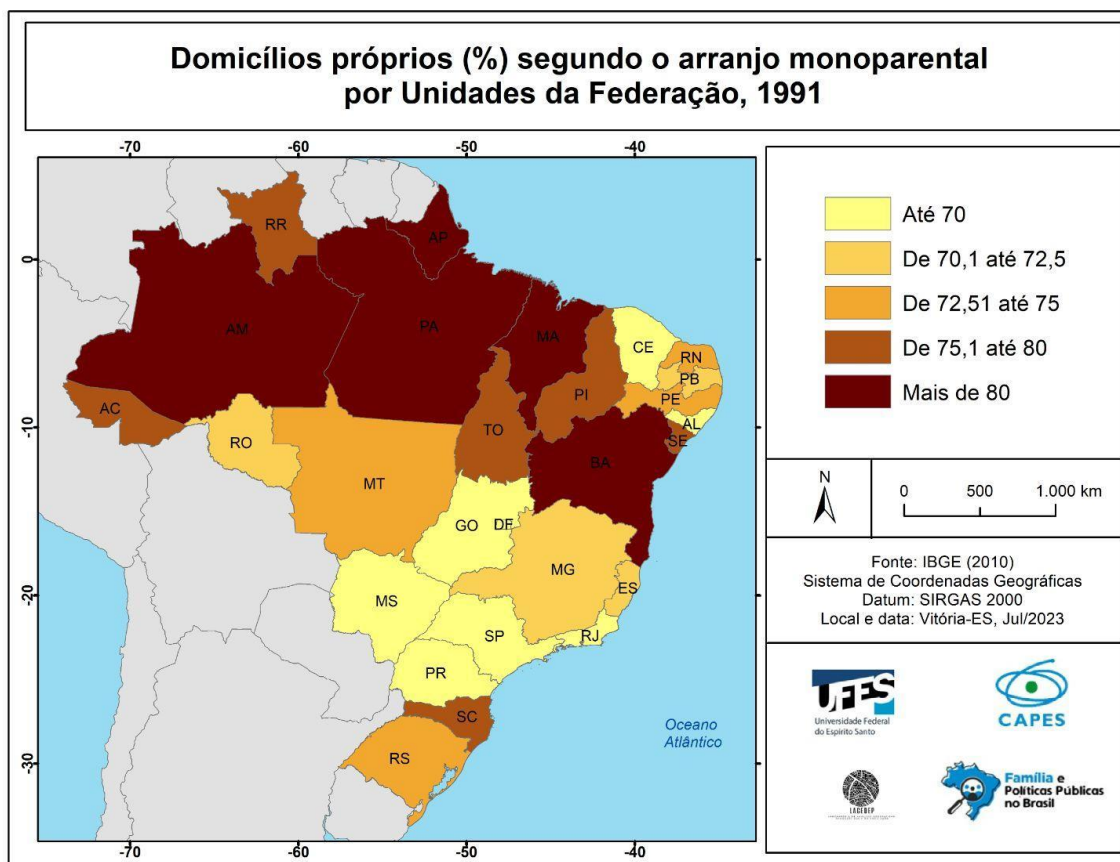 Domicílios próprios (%) segundo o arranjo monoparental
por Unidades da Federação, 1991
-70
-50
-40
0
-10
-20
-30
RR
AP
AM
PA
MA
CE
RN
PB
PE
AL
SE
PI
AC
RO
TO
BA
MT
GO
DF
MG
ES
MS
SP
RJ
PR
SC
RS
Oceano
Atlântico
-70
-60
-50
-40
Até 70
De 70,1 até 72,5
De 72,51 até 75
De 75,1 até 80
Mais de 80
N
0 500 1.000 km
Fonte: IBGE (2010)
Sistema de Coordenadas Geográficas
Datum: SIRGAS 2000
Local e data: Vitória-ES, Jul/2023
UFES
Universidade Federal
do Espírito Santo
CAPES
LAGEDEP
Família e
Políticas Públicas
no Brasil